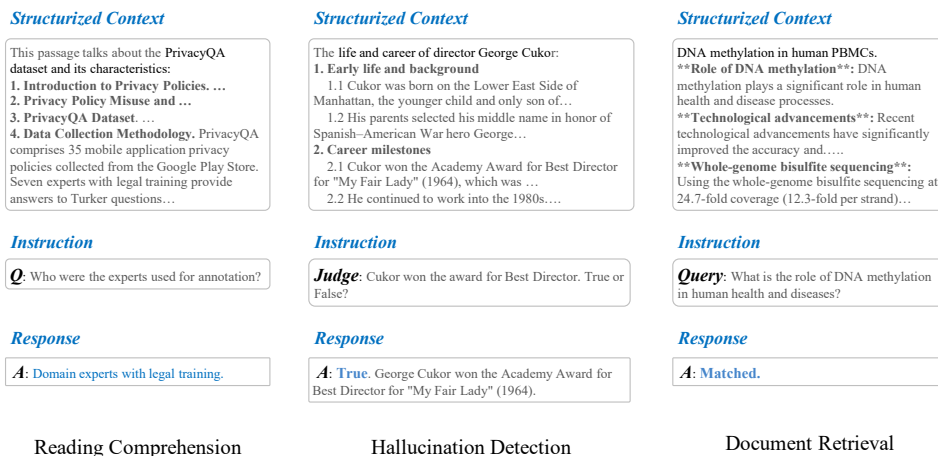 Structurized Context
This passage talks about the PrivacyQA
dataset and its characteristics:
1. Introduction to Privacy Policies. …
2. Privacy Policy Misuse and …
3. PrivacyQA Dataset. …
4. Data Collection Methodology. PrivacyQA
comprises 35 mobile application privacy
policies collected from the Google Play Store.
Seven experts with legal training provide
answers to Turker questions…
Instruction
Q: Who were the experts used for annotation?
Response
A: Domain experts with legal training.
Reading Comprehension
Structurized Context
The life and career of director George Cukor:
1. Early life and background
1.1 Cukor was born on the Lower East Side of
Manhattan, the younger child and only son of…
1.2 His parents selected his middle name in honor of
Spanish–American War hero George…
2. Career milestones
2.1 Cukor won the Academy Award for Best Director
for "My Fair Lady" (1964), which was …
2.2 He continued to work into the 1980s….
Instruction
Judge: Cukor won the award for Best Director. True or
False?
Response
A: True. George Cukor won the Academy Award for
Best Director for "My Fair Lady" (1964).
Hallucination Detection
Structurized Context
DNA methylation in human PBMCs.
**Role of DNA methylation**: DNA
methylation plays a significant role in human
health and disease processes.
**Technological advancements**: Recent
technological advancements have significantly
improved the accuracy and…..
**Whole-genome bisulfite sequencing**:
Using the whole-genome bisulfite sequencing at
24.7-fold coverage (12.3-fold per strand)…
Instruction
Query: What is the role of DNA methylation
in human health and diseases?
Response
A: Matched.
Document Retrieval